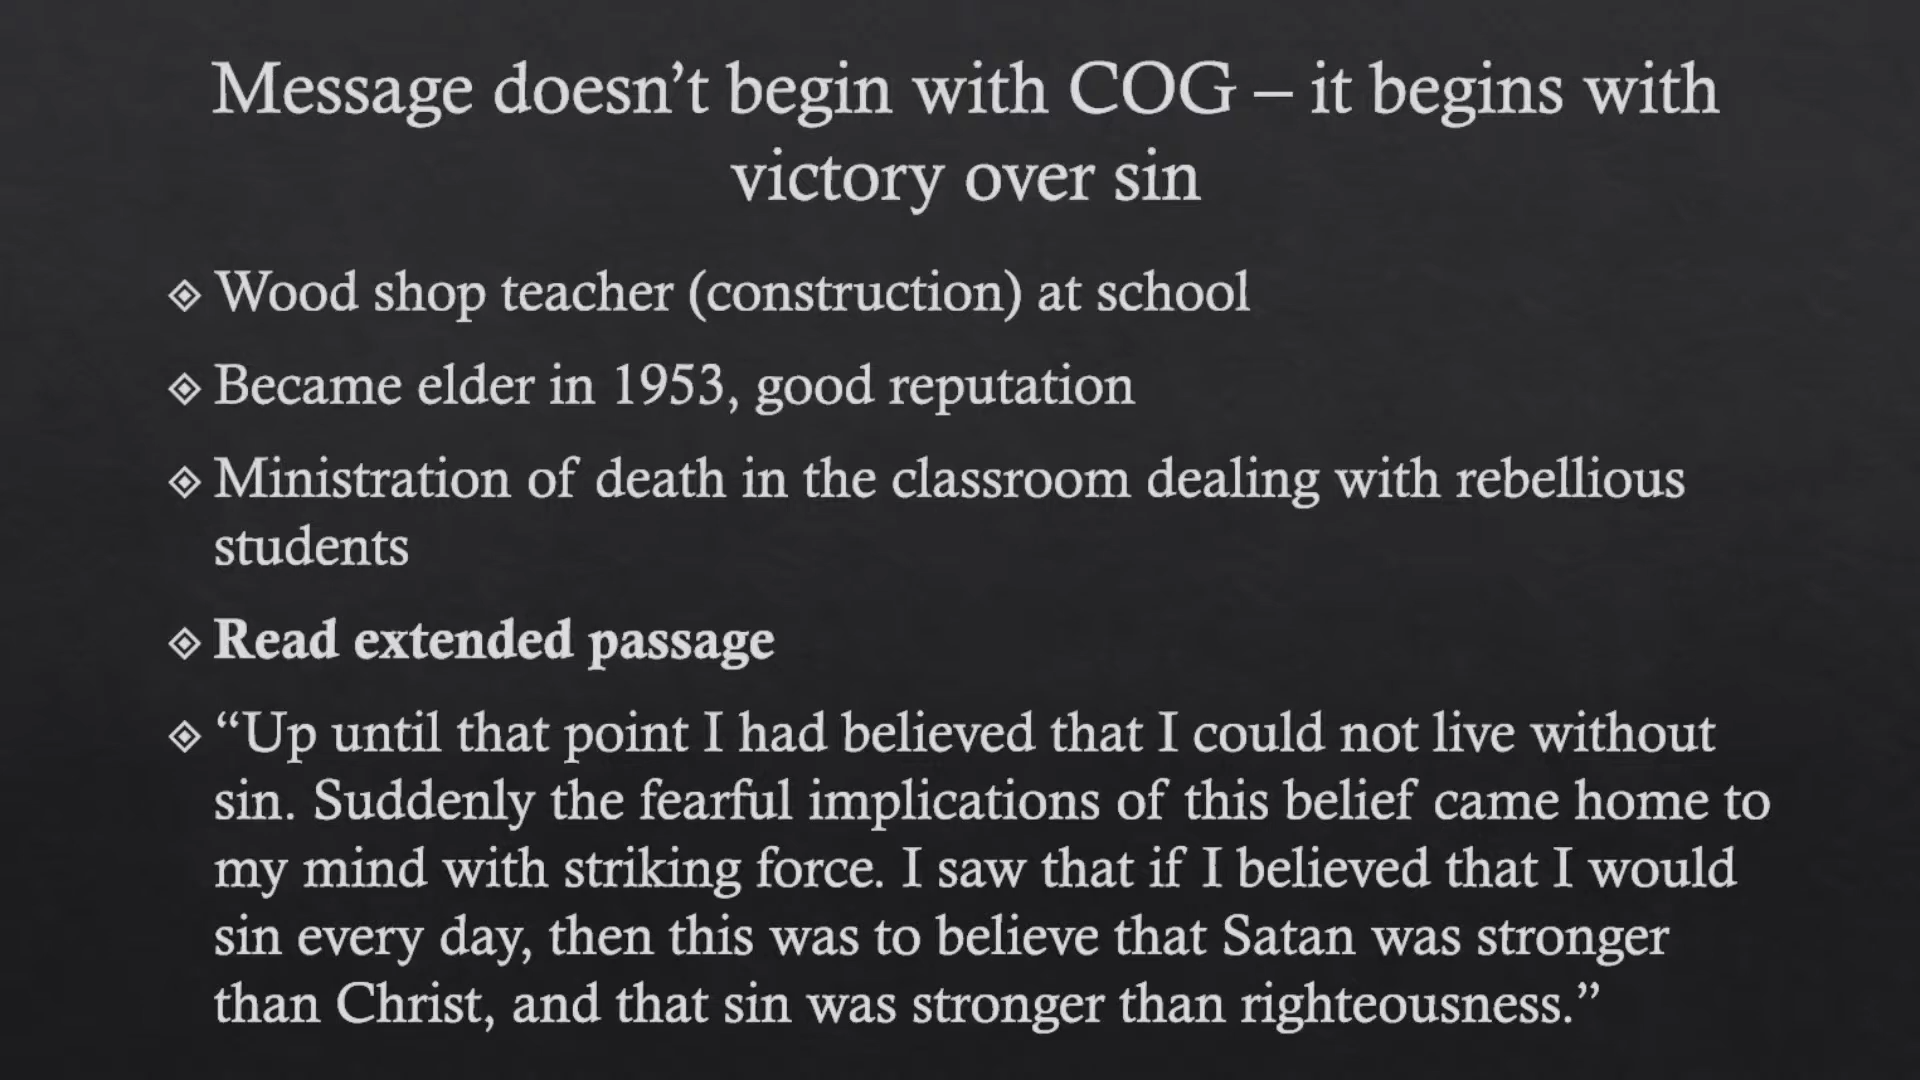 Message doesn’t begin with COG – it begins with
victory over sin
Wood shop teacher (construction) at school
Became elder in 1953, good reputation
Ministration of death in the classroom dealing with rebellious
students
Read extended passage
“Up until that point I had believed that I could not live without
sin. Suddenly the fearful implications of this belief came home to
my mind with striking force. I saw that if I believed that I would
sin every day, then this was to believe that Satan was stronger
than Christ, and that sin was stronger than righteousness.”